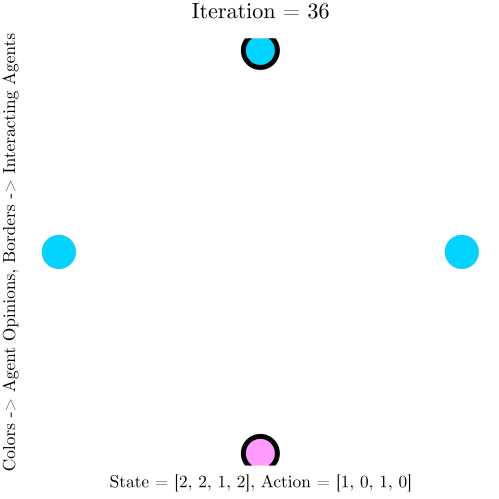 Iteration = 36
Colors -> Agent Opinions, Borders -> Interacting Agents
State = [2, 2, 1, 2], Action = [1, 0, 1, 0]